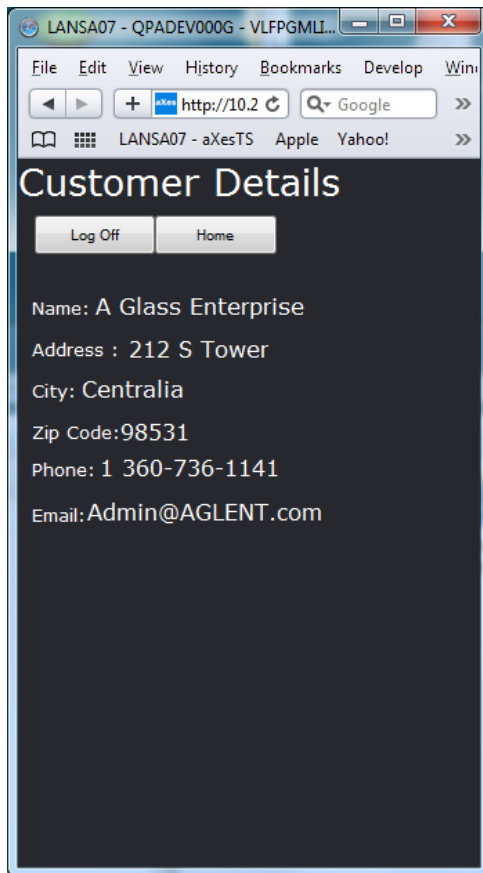 LANSA07 - QPADEV000G - VLFPGMLI...
File Edit View History Bookmarks Develop Win
aXes http://10.2 Google »
LANSA07 - aXesTS Apple Yahoo! »
Customer Details
Log Off Home
Name: A Glass Enterprise
Address : 212 S Tower
City: Centralia
Zip Code:98531
Phone: 1 360-736-1141
Email:Admin@AGLENT.com